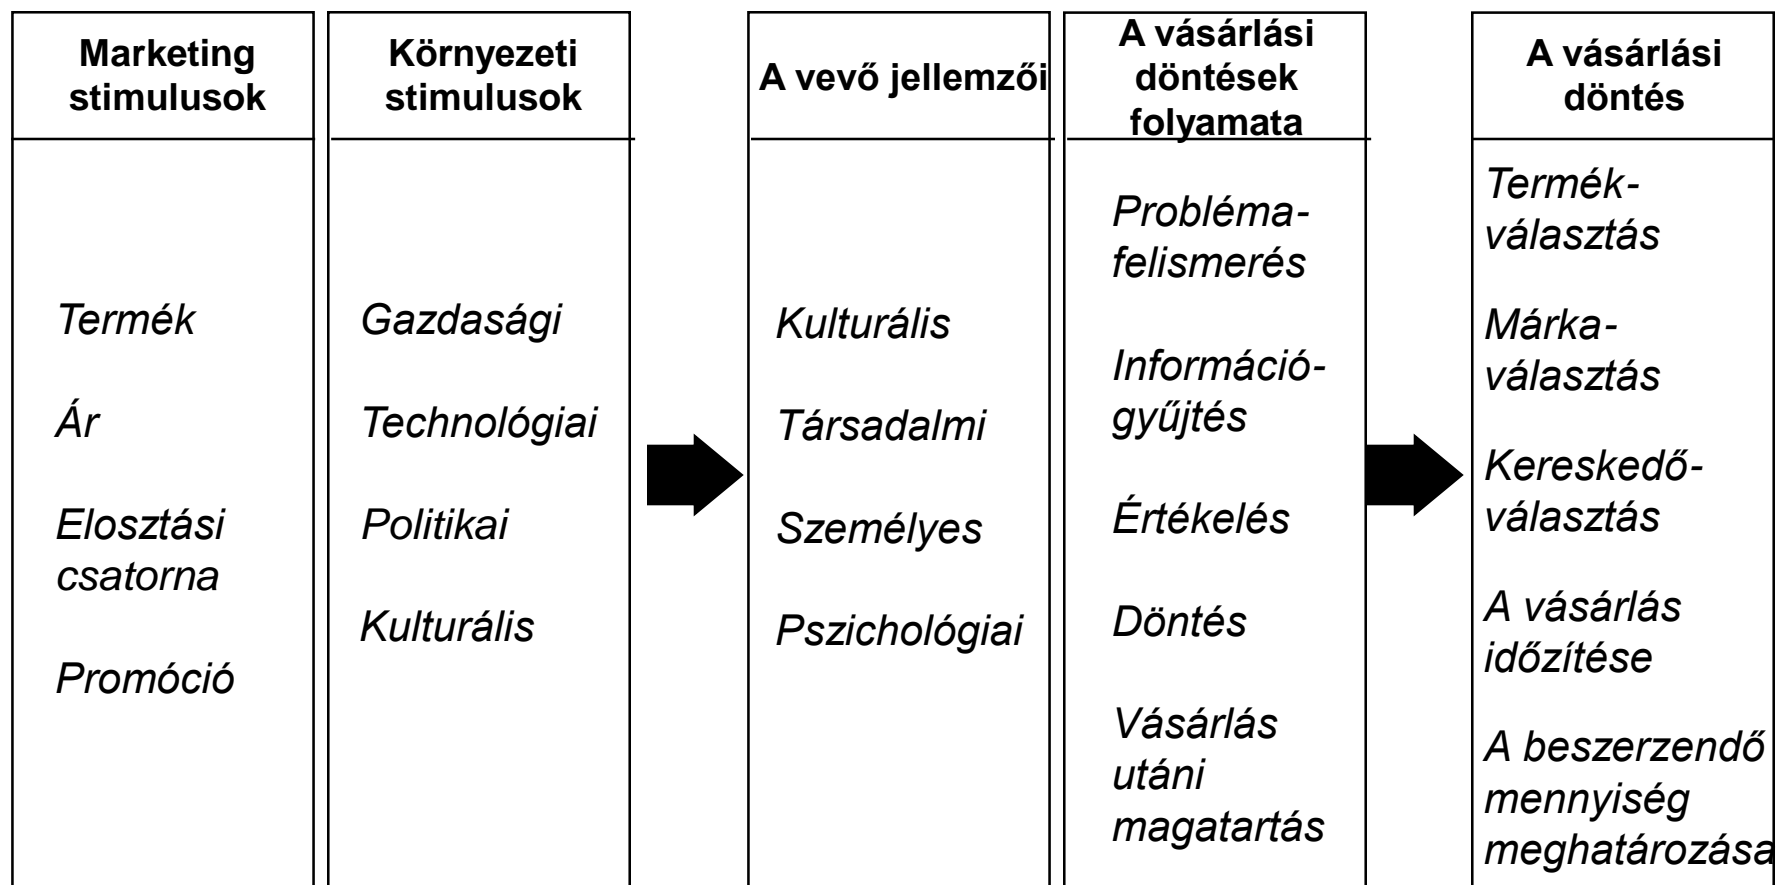 Marketing
stimulusok
Termék
Ár
Elosztási
csatorna
Promóció
Környezeti
stimulusok
Gazdasági
Technológiai
Politikai
Kulturális
A vevő jellemzői
Kulturális
Társadalmi
Személyes
Pszichológiai
A vásárlási
döntések
folyamata
Probléma-
felismerés
Információ-
gyűjtés
Értékelés
Döntés
Vásárlás
utáni
magatartás
A vásárlási
döntés
Termék-
választás
Márka-
választás
Kereskedő-
választás
A vásárlás
időzítése
A beszerzendő
mennyiség
meghatározása